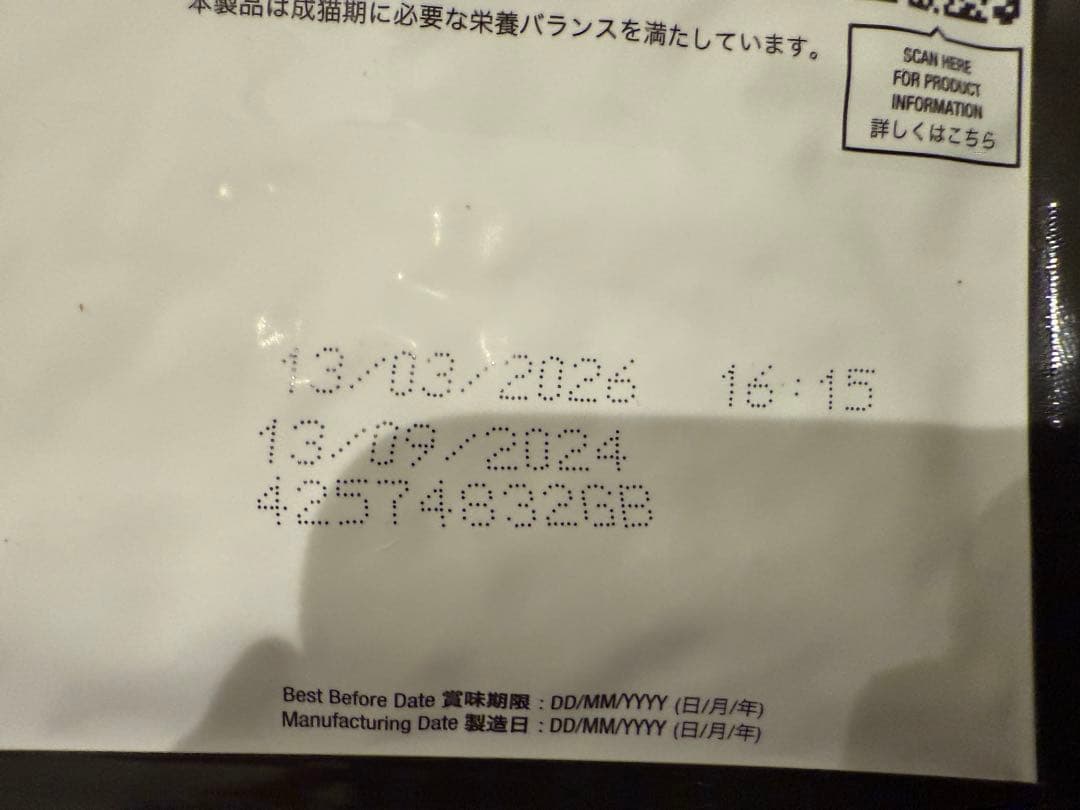 本製品は成猫期に必要な栄養バランスを満たしています。
SCAN HERE
FOR PRODUCT
INFORMATION
詳しくはこちら
13/03/2026 16:15
13/09/2024
42574832GB
Best Before Date 賞味期限 : DD/MM/YYYY (日/月/年)
Manufacturing Date 製造日 : DD/MM/YYYY (日/月/年)